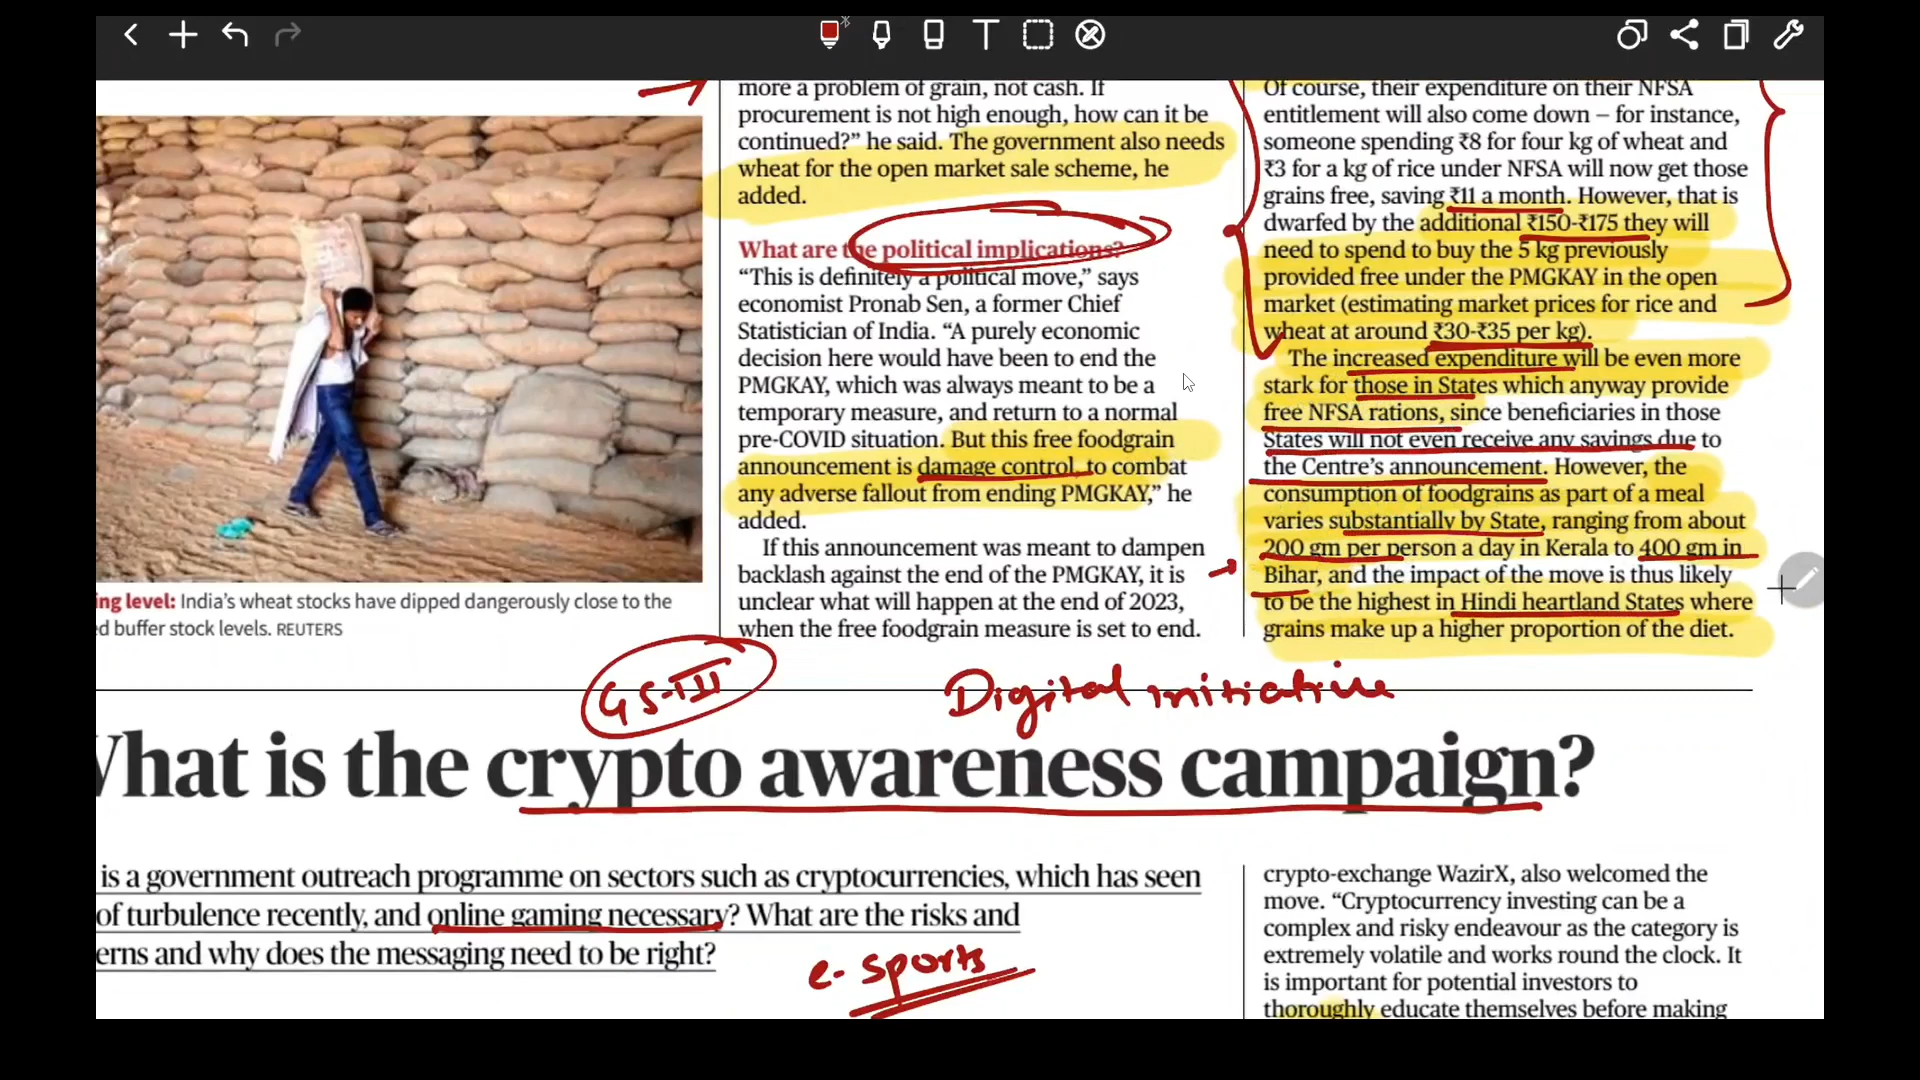 more a problem of grain, not cash. If
procurement is not high enough, how can it be
continued?” he said. The government also needs
wheat for the open market sale scheme, he
added.
What are the political implications?
“This is definitely a political move,” says
economist Pronab Sen, a former Chief
Statistician of India. “A purely economic
decision here would have been to end the
PMGKAY, which was always meant to be a
temporary measure, and return to a normal
pre-COVID situation. But this free foodgrain
announcement is damage control, to combat
any adverse fallout from ending PMGKAY,” he
added.
If this announcement was meant to dampen
backlash against the end of the PMGKAY, it is
unclear what will happen at the end of 2023,
when the free foodgrain measure is set to end.
Of course, their expenditure on their NFSA
entitlement will also come down – for instance,
someone spending ₹8 for four kg of wheat and
₹3 for a kg of rice under NFSA will now get those
grains free, saving ₹11 a month. However, that is
dwarfed by the additional ₹150-₹175 they will
need to spend to buy the 5 kg previously
provided free under the PMGKAY in the open
market (estimating market prices for rice and
wheat at around ₹30-₹35 per kg).
The increased expenditure will be even more
stark for those in States which anyway provide
free NFSA rations, since beneficiaries in those
States will not even receive any savings due to
the Centre’s announcement. However, the
consumption of foodgrains as part of a meal
varies substantially by State, ranging from about
200 gm per person a day in Kerala to 400 gm in
Bihar, and the impact of the move is thus likely
to be the highest in Hindi heartland States where
grains make up a higher proportion of the diet.
ing level: India’s wheat stocks have dipped dangerously close to the
d buffer stock levels. REUTERS
GS-III
Digital initiative
What is the crypto awareness campaign?
is a government outreach programme on sectors such as cryptocurrencies, which has seen
of turbulence recently, and online gaming necessary? What are the risks and
erns and why does the messaging need to be right?
e-sports
crypto-exchange WazirX, also welcomed the
move. “Cryptocurrency investing can be a
complex and risky endeavour as the category is
extremely volatile and works round the clock. It
is important for potential investors to
thoroughly educate themselves before making